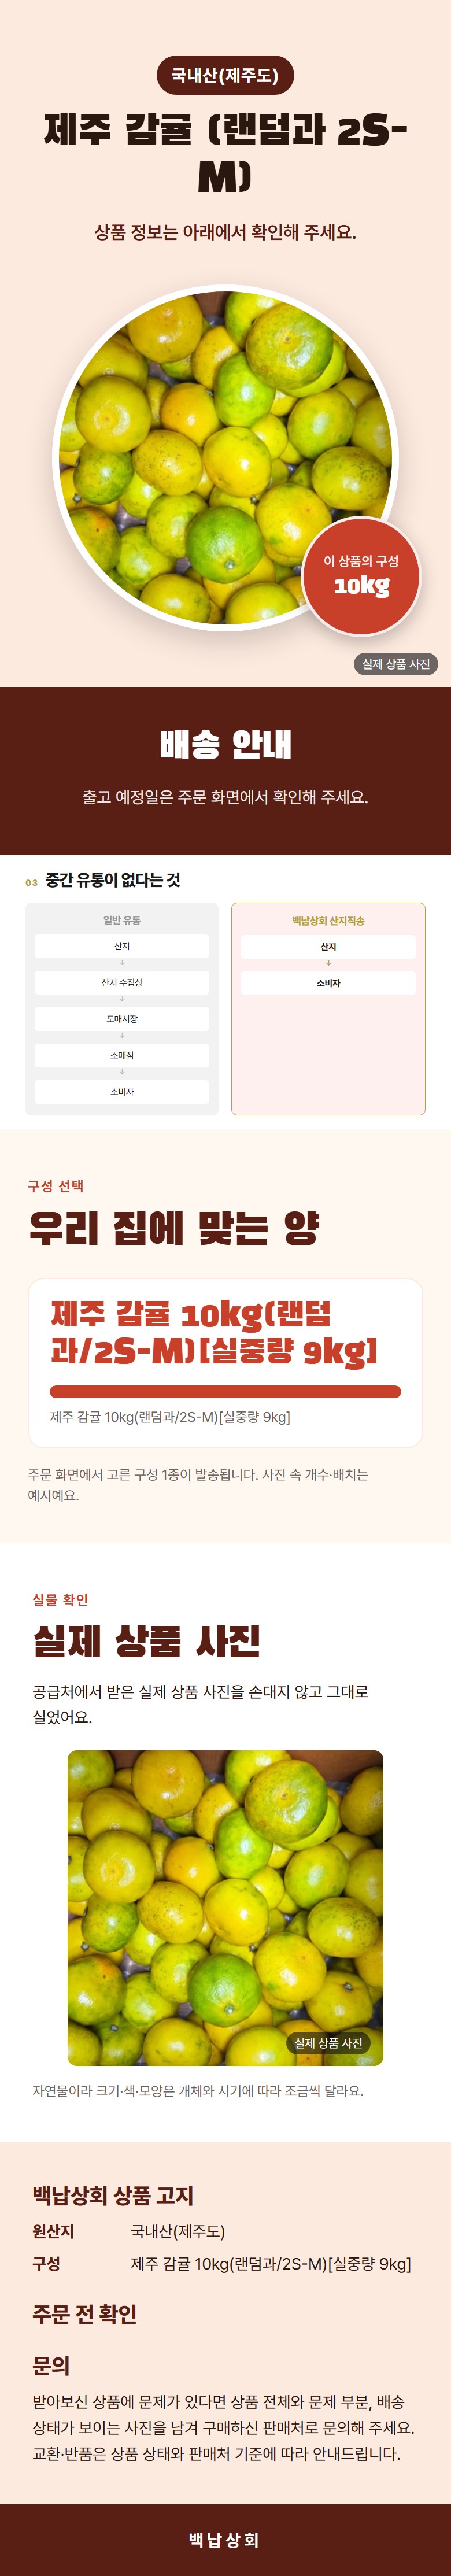 국내산(제주도)
제주 감귤 (랜덤과 2S-
M)
상품 정보는 아래에서 확인해 주세요.
이 상품의 구성
10kg
실제 상품 사진
배송 안내
출고 예정일은 주문 화면에서 확인해 주세요.
03 중간 유통이 없다는 것
일반 유통
산지
↓
산지 수집상
↓
도매시장
↓
소매점
↓
소비자
백납상회 산지직송
산지
↓
소비자
구성 선택
우리 집에 맞는 양
제주 감귤 10kg(랜덤
과/2S-M)[실중량 9kg]
제주 감귤 10kg(랜덤과/2S-M)[실중량 9kg]
주문 화면에서 고른 구성 1종이 발송됩니다. 사진 속 개수·배치는
예시예요.
실물 확인
실제 상품 사진
공급처에서 받은 실제 상품 사진을 손대지 않고 그대로
실었어요.
실제 상품 사진
자연물이라 크기·색·모양은 개체와 시기에 따라 조금씩 달라요.
백납상회 상품 고지
원산지 국내산(제주도)
구성 제주 감귤 10kg(랜덤과/2S-M)[실중량 9kg]
주문 전 확인
문의
받아보신 상품에 문제가 있다면 상품 전체와 문제 부분, 배송
상태가 보이는 사진을 남겨 구매하신 판매처로 문의해 주세요.
교환·반품은 상품 상태와 판매처 기준에 따라 안내드립니다.
백납상회